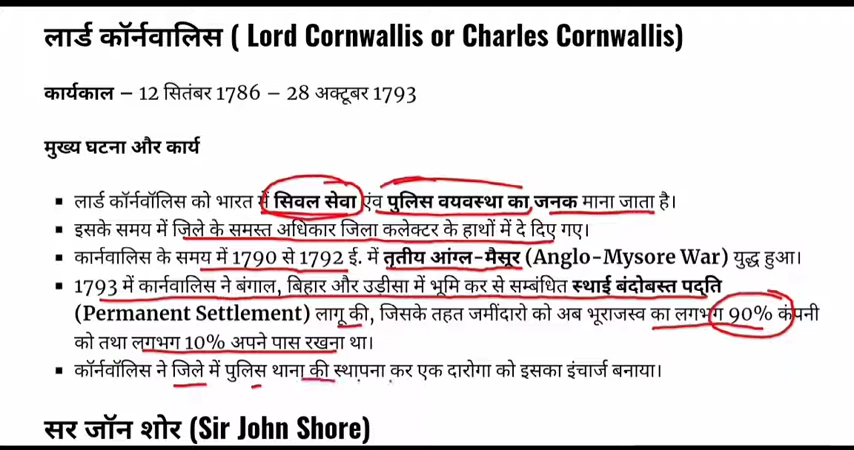 लार्ड कॉर्नवालिस ( Lord Cornwallis or Charles Cornwallis)
कार्यकाल – 12 सितंबर 1786 – 28 अक्टूबर 1793
मुख्य घटना और कार्य
लार्ड कॉर्नवॉलिस को भारत में सिवल सेवा एंव पुलिस वयवस्था का जनक माना जाता है।
इसके समय में जिले के समस्त अधिकार जिला कलेक्टर के हाथों में दे दिए गए।
कार्नवालिस के समय में 1790 से 1792 ई. में तृतीय आंग्ल-मैसूर (Anglo-Mysore War) युद्ध हुआ।
1793 में कार्नवालिस ने बंगाल, बिहार और उड़ीसा में भूमि कर से सम्बंधित स्थाई बंदोबस्त पद्ति
(Permanent Settlement) लागू की, जिसके तहत जमींदारो को अब भूराजस्व का लगभग 90% कंपनी
को तथा लगभग 10% अपने पास रखना था।
कॉर्नवॉलिस ने जिले में पुलिस थाना की स्थापना कर एक दारोगा को इसका इंचार्ज बनाया।
सर जॉन शोर (Sir John Shore)